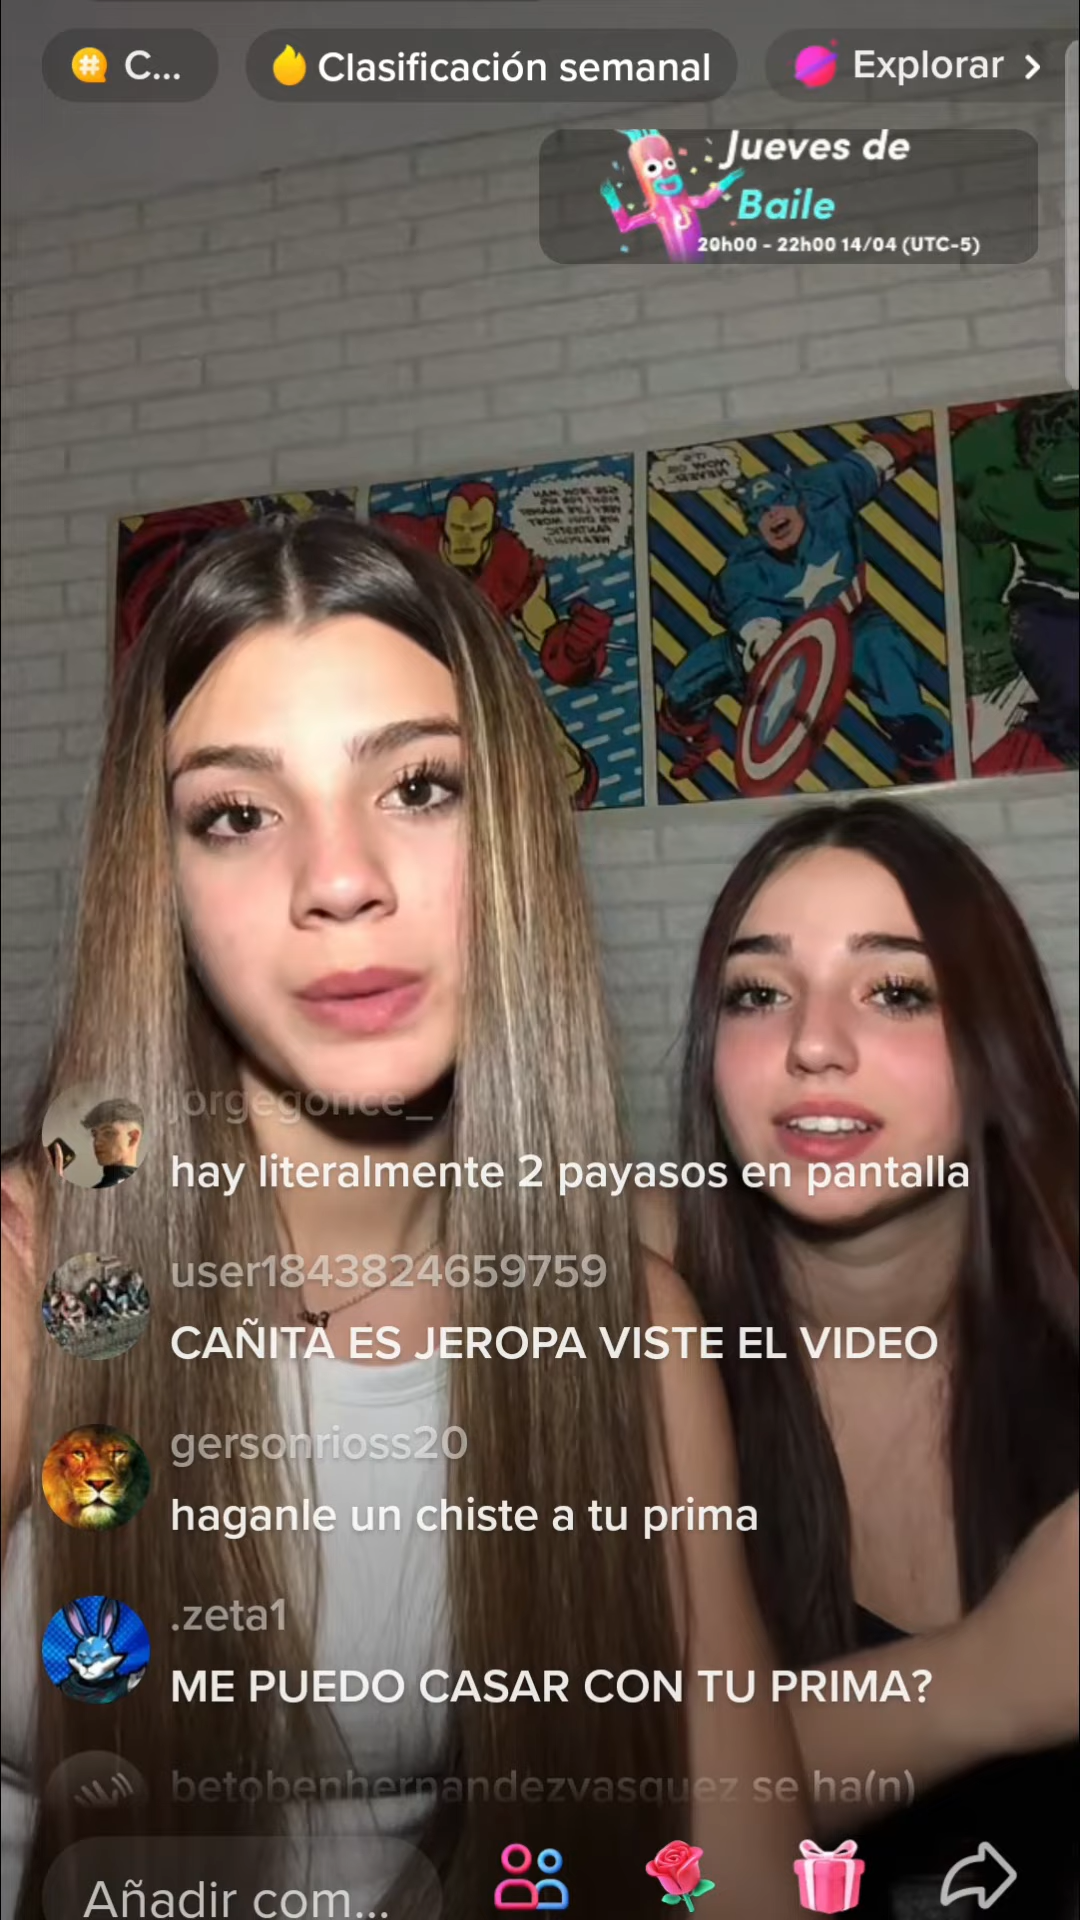 C...
Clasificación semanal
Explorar
Jueves de
Baile
20h00 - 22h00 14/04 (UTC-5)
jorgegonce_
hay literalmente 2 payasos en pantalla
user1843824659759
CAÑITA ES JEROPA VISTE EL VIDEO
gersonrioss20
haganle un chiste a tu prima
.zeta1
ME PUEDO CASAR CON TU PRIMA?
betobenhernandezvasquez se ha(n)
Añadir com...